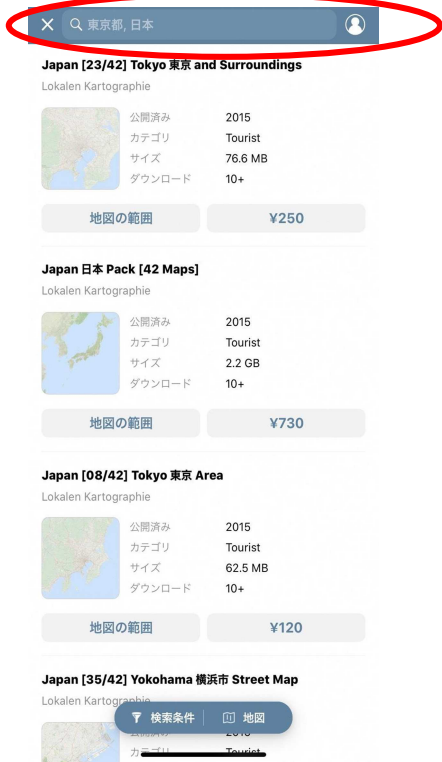 東京都, 日本
Japan [23/42] Tokyo 東京 and Surroundings
Lokalen Kartographie
公開済み 2015
カテゴリ Tourist
サイズ 76.6 MB
ダウンロード 10+
地図の範囲 ¥250
Japan 日本 Pack [42 Maps]
Lokalen Kartographie
公開済み 2015
カテゴリ Tourist
サイズ 2.2 GB
ダウンロード 10+
地図の範囲 ¥730
Japan [08/42] Tokyo 東京 Area
Lokalen Kartographie
公開済み 2015
カテゴリ Tourist
サイズ 62.5 MB
ダウンロード 10+
地図の範囲 ¥120
Japan [35/42] Yokohama 横浜市 Street Map
Lokalen Kartographie
検索条件 地図
カテゴリ Tourist